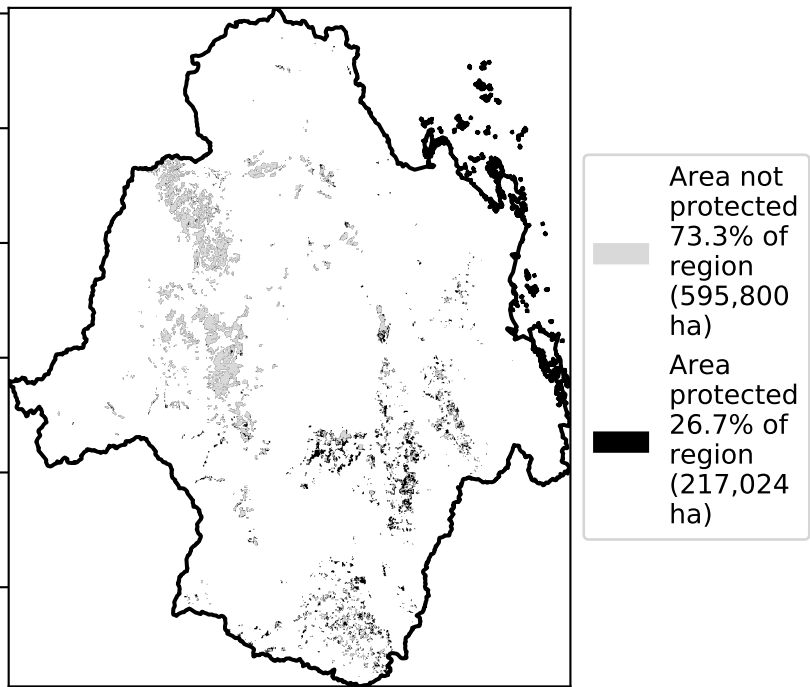 Area not
protected
73.3% of
region
(595,800
ha)
Area
protected
26.7% of
region
(217,024
ha)